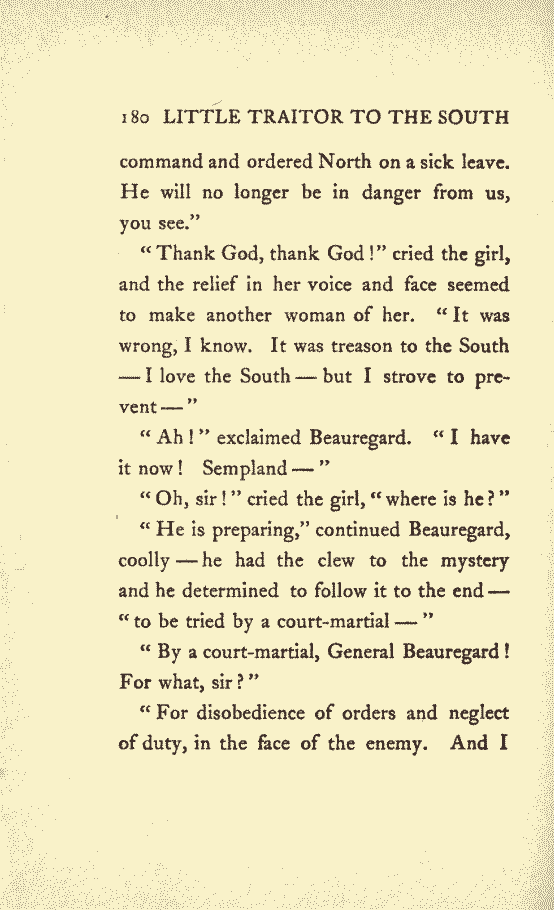 180 LITTLE TRAITOR TO THE SOUTH
command and ordered North on a sick leave.
He will no longer be in danger from us,
you see.”
“Thank God, thank God!” cried the girl,
and the relief in her voice and face seemed
to make another woman of her. “It was
wrong, I know. It was treason to the South
— I love the South — but I strove to pre-
vent — ”
“Ah!” exclaimed Beauregard. “I have
it now! Sempland — ”
“Oh, sir!” cried the girl, “where is he?”
“He is preparing,” continued Beauregard,
coolly — he had the clew to the mystery
and he determined to follow it to the end —
“to be tried by a court-martial — ”
“By a court-martial, General Beauregard!
For what, sir?”
“For disobedience of orders and neglect
of duty, in the face of the enemy. And I